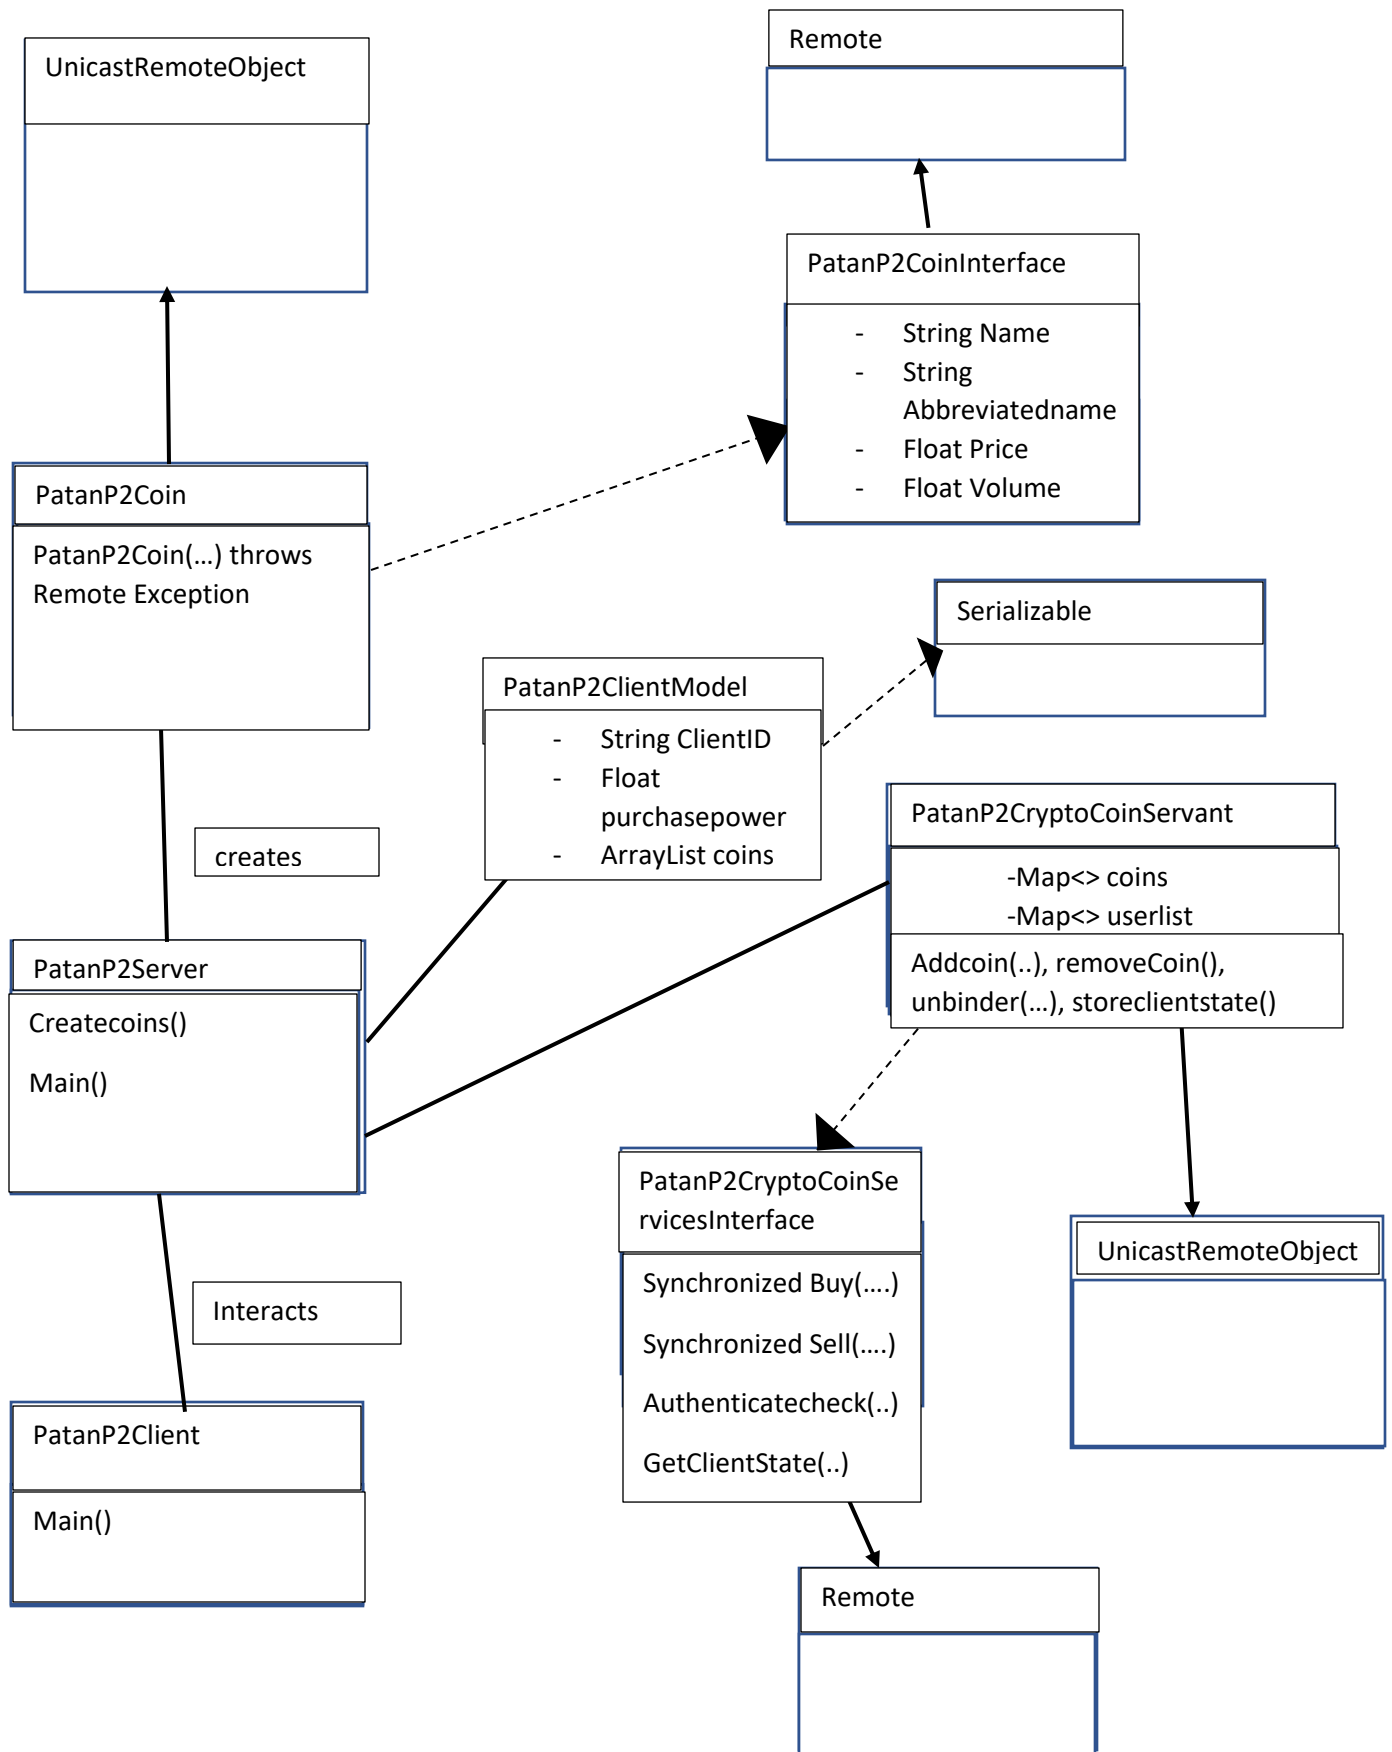 UnicastRemoteObject
Remote
PatanP2CoinInterface
- String Name
- String
Abbreviatedname
- Float Price
- Float Volume
PatanP2Coin
PatanP2Coin(…) throws
Remote Exception
Serializable
PatanP2ClientModel
- String ClientID
- Float
purchasepower
- ArrayList coins
PatanP2CryptoCoinServant
-Map<> coins
-Map<> userlist
Addcoin(..), removeCoin(),
unbinder(…), storeclientstate()
creates
PatanP2Server
Createcoins()
Main()
PatanP2CryptoCoinSe
rvicesInterface
Synchronized Buy(….)
Synchronized Sell(….)
Authenticatecheck(..)
GetClientState(..)
UnicastRemoteObject
Interacts
PatanP2Client
Main()
Remote